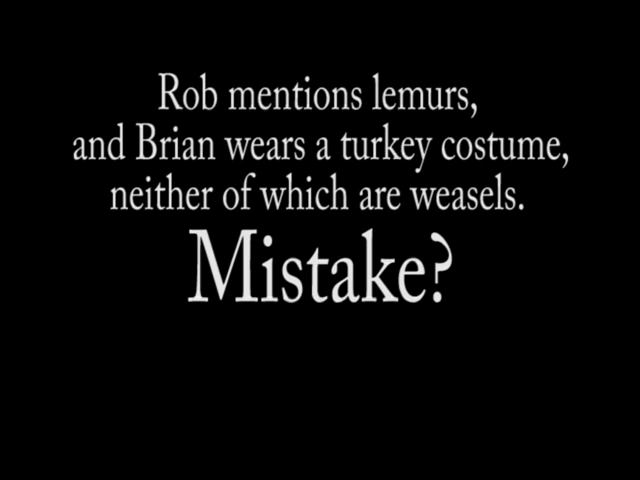 Rob mentions lemurs,
and Brian wears a turkey costume,
neither of which are weasels.
Mistake?